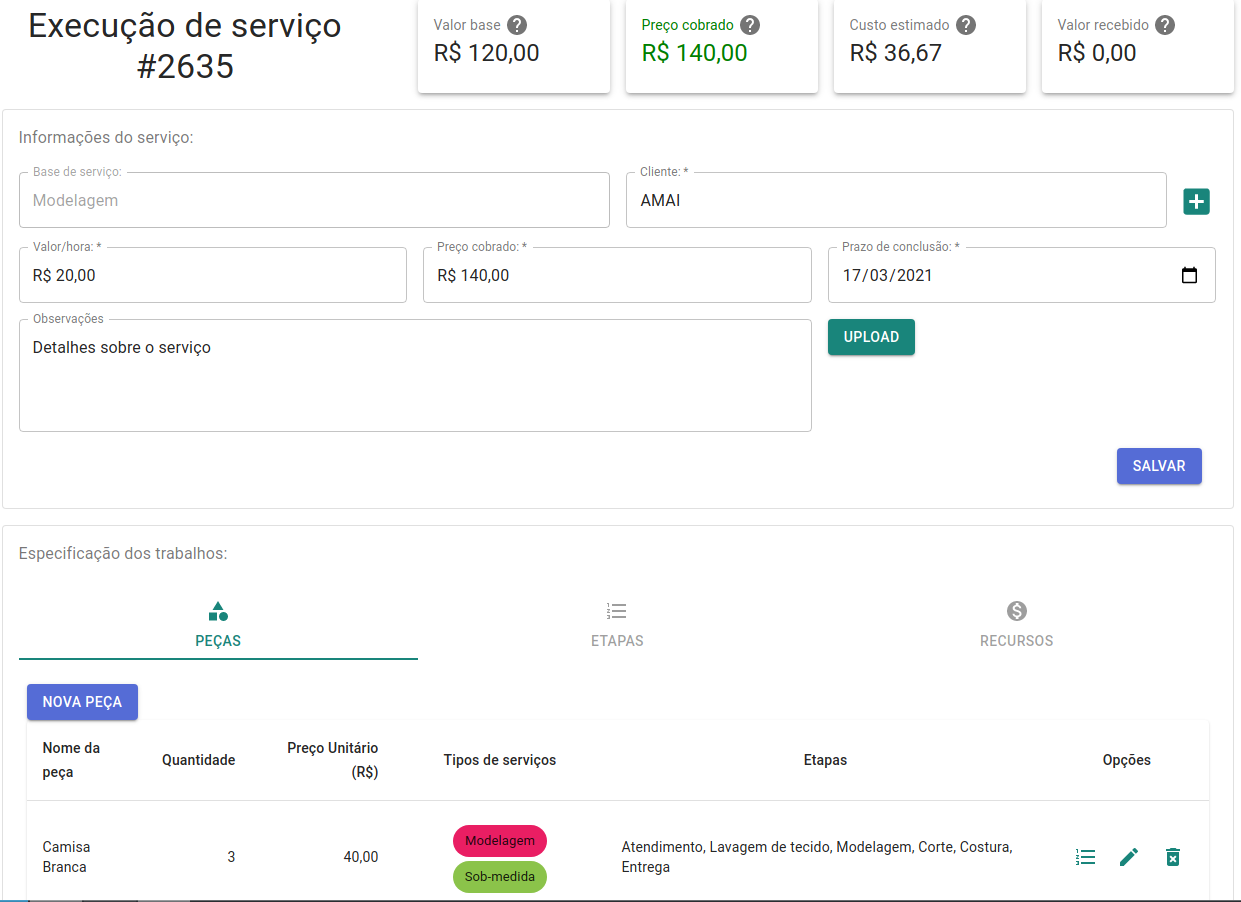 Execução de serviço
#2635
Valor base ?
R$ 120,00
Preço cobrado ?
R$ 140,00
Custo estimado ?
R$ 36,67
Valor recebido ?
R$ 0,00
Informações do serviço:
Base de serviço:
Modelagem
Cliente: *
AMAI
Valor/hora: *
R$ 20,00
Preço cobrado: *
R$ 140,00
Prazo de conclusão: *
17/03/2021
Observações
Detalhes sobre o serviço
UPLOAD
SALVAR
Especificação dos trabalhos:
PEÇAS
ETAPAS
RECURSOS
NOVA PEÇA
Nome da
peça
Quantidade
Preço Unitário
(R$)
Tipos de serviços
Etapas
Opções
Camisa
Branca
3
40,00
Modelagem
Sob-medida
Atendimento, Lavagem de tecido, Modelagem, Corte, Costura,
Entrega